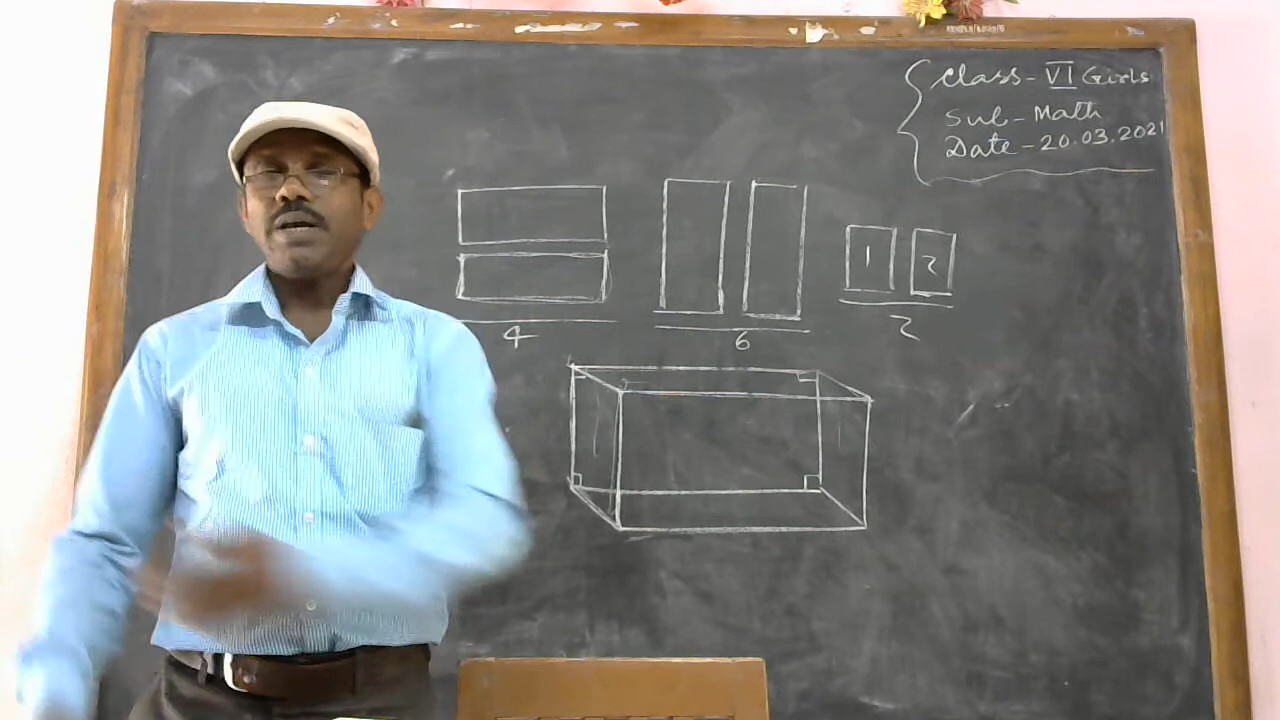 Class - VI Girls
Sub - Math
Date - 20.03.2021
1 2
4 6 2